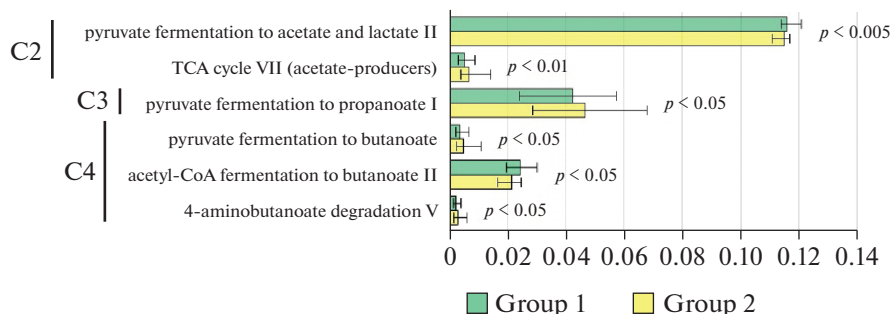 C2
pyruvate fermentation to acetate and lactate II
p < 0.005
TCA cycle VII (acetate-producers)
p < 0.01
C3
pyruvate fermentation to propanoate I
p < 0.05
C4
pyruvate fermentation to butanoate
p < 0.05
acetyl-CoA fermentation to butanoate II
p < 0.05
4-aminobutanoate degradation V
p < 0.05
0 0.02 0.04 0.06 0.08 0.10 0.12 0.14
Group 1 Group 2